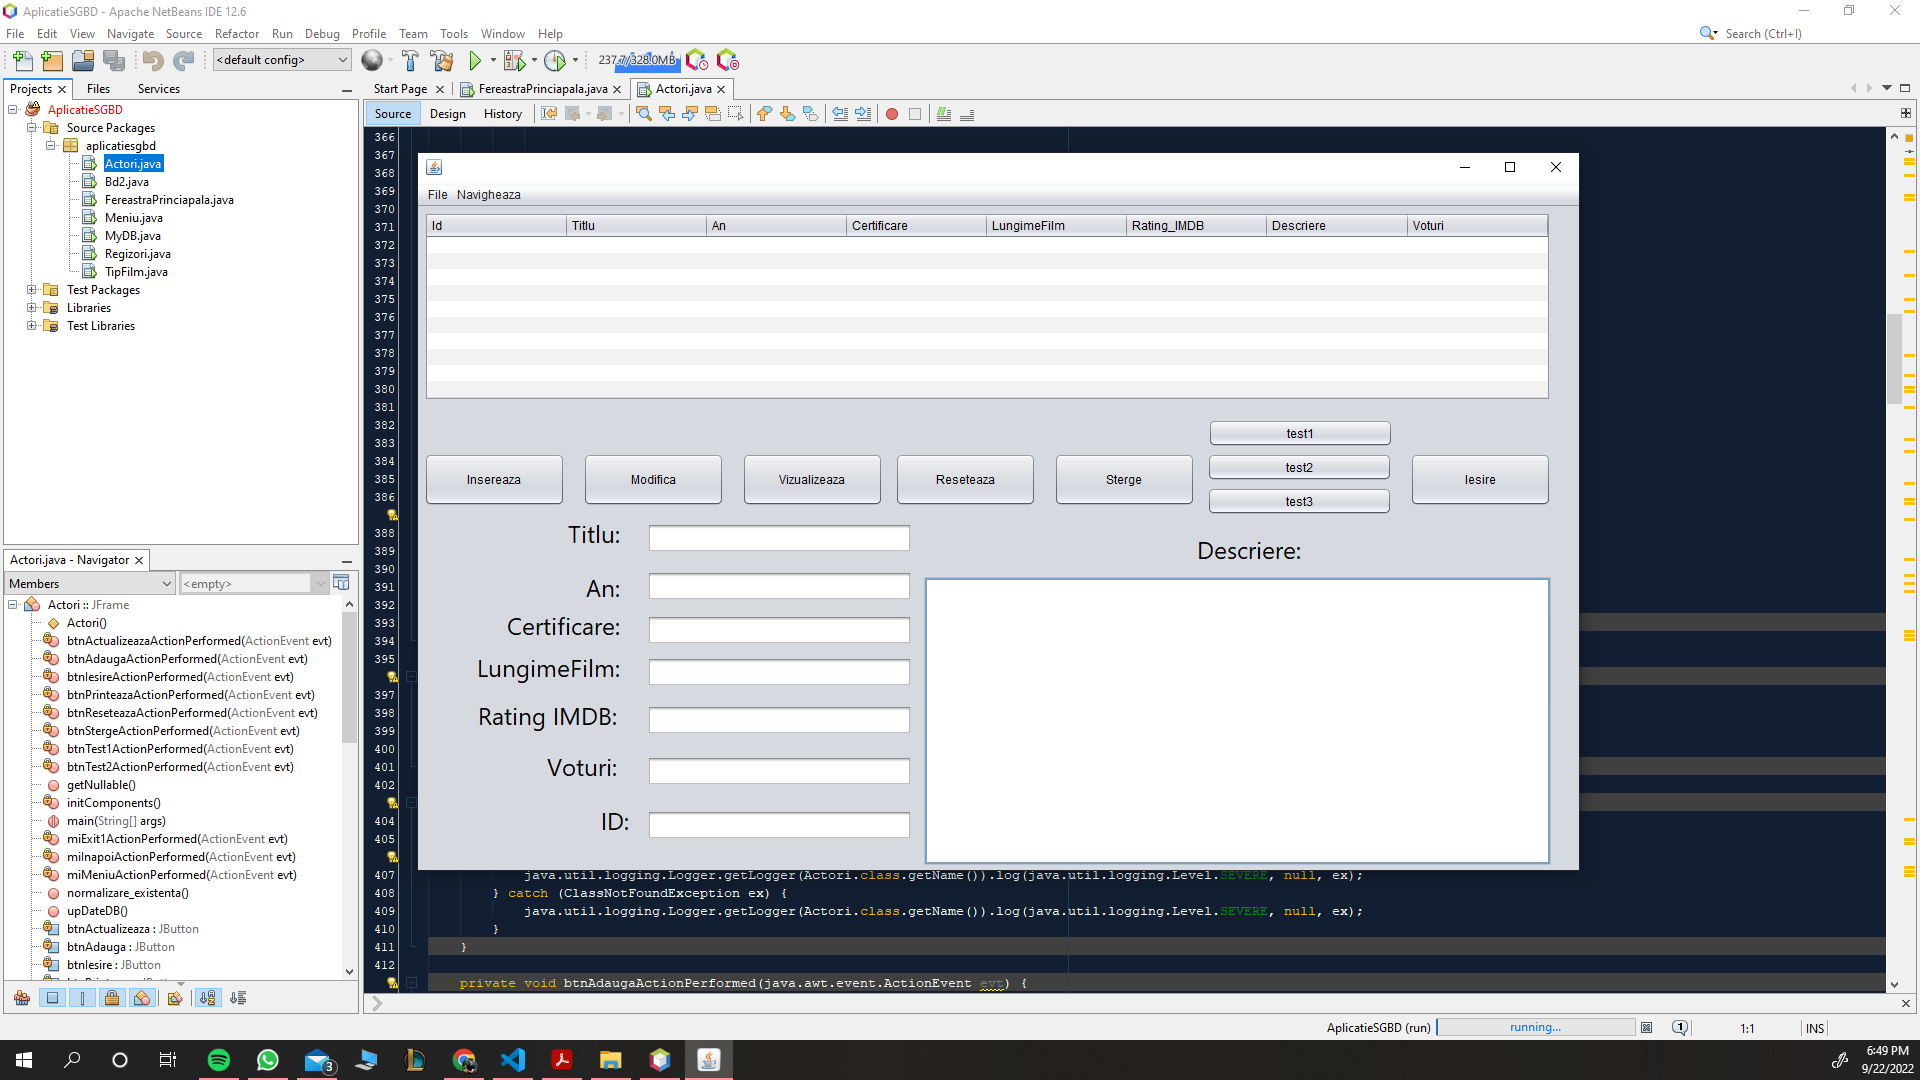 AplicatieSGBD - Apache NetBeans IDE 12.6
File Edit View Navigate Source Refactor Run Debug Profile Team Tools Window Help
Search (Ctrl+I)
<default config>
237.7/328.0MB
Projects Files Services
Start Page FereastraPrinciapala.java Actori.java
Source Design History
AplicatieSGBD
Source Packages
aplicatiesgbd
Actori.java
Bd2.java
FereastraPrinciapala.java
Meniu.java
MyDB.java
Regizori.java
TipFilm.java
Test Packages
Libraries
Test Libraries
Actori.java - Navigator
Members
<empty>
Actori :: JFrame
Actori()
btnActualizeazaActionPerformed(ActionEvent evt)
btnAdaugaActionPerformed(ActionEvent evt)
btnIesireActionPerformed(ActionEvent evt)
btnPrinteazaActionPerformed(ActionEvent evt)
btnReseteazaActionPerformed(ActionEvent evt)
btnStergeActionPerformed(ActionEvent evt)
btnTest1ActionPerformed(ActionEvent evt)
btnTest2ActionPerformed(ActionEvent evt)
getNullable()
initComponents()
main(String[] args)
miExit1ActionPerformed(ActionEvent evt)
miInapoiActionPerformed(ActionEvent evt)
miMeniuActionPerformed(ActionEvent evt)
normalizare_existenta()
upDateDB()
btnActualizeaza : JButton
btnAdauga : JButton
btnIesire : JButton
366
367
368
369
370
371
372
373
374
375
376
377
378
379
380
381
382
383
384
385
386
388
389
390
391
392
393
394
395
397
398
399
400
401
402
404
405
File Navigheaza
Id Titlu An Certificare LungimeFilm Rating_IMDB Descriere Voturi
test1
Insereaza Modifica Vizualizeaza Reseteaza Sterge test2 Iesire
test3
Titlu:
Descriere:
An:
Certificare:
LungimeFilm:
Rating IMDB:
Voturi:
ID:
407 java.util.logging.Logger.getLogger(Actori.class.getName()).log(java.util.logging.Level.SEVERE, null, ex);
408 } catch (ClassNotFoundException ex) {
409 java.util.logging.Logger.getLogger(Actori.class.getName()).log(java.util.logging.Level.SEVERE, null, ex);
410 }
411 }
412
private void btnAdaugaActionPerformed(java.awt.event.ActionEvent evt) {
AplicatieSGBD (run) running... 1 1:1 INS
3
6:49 PM
9/22/2022